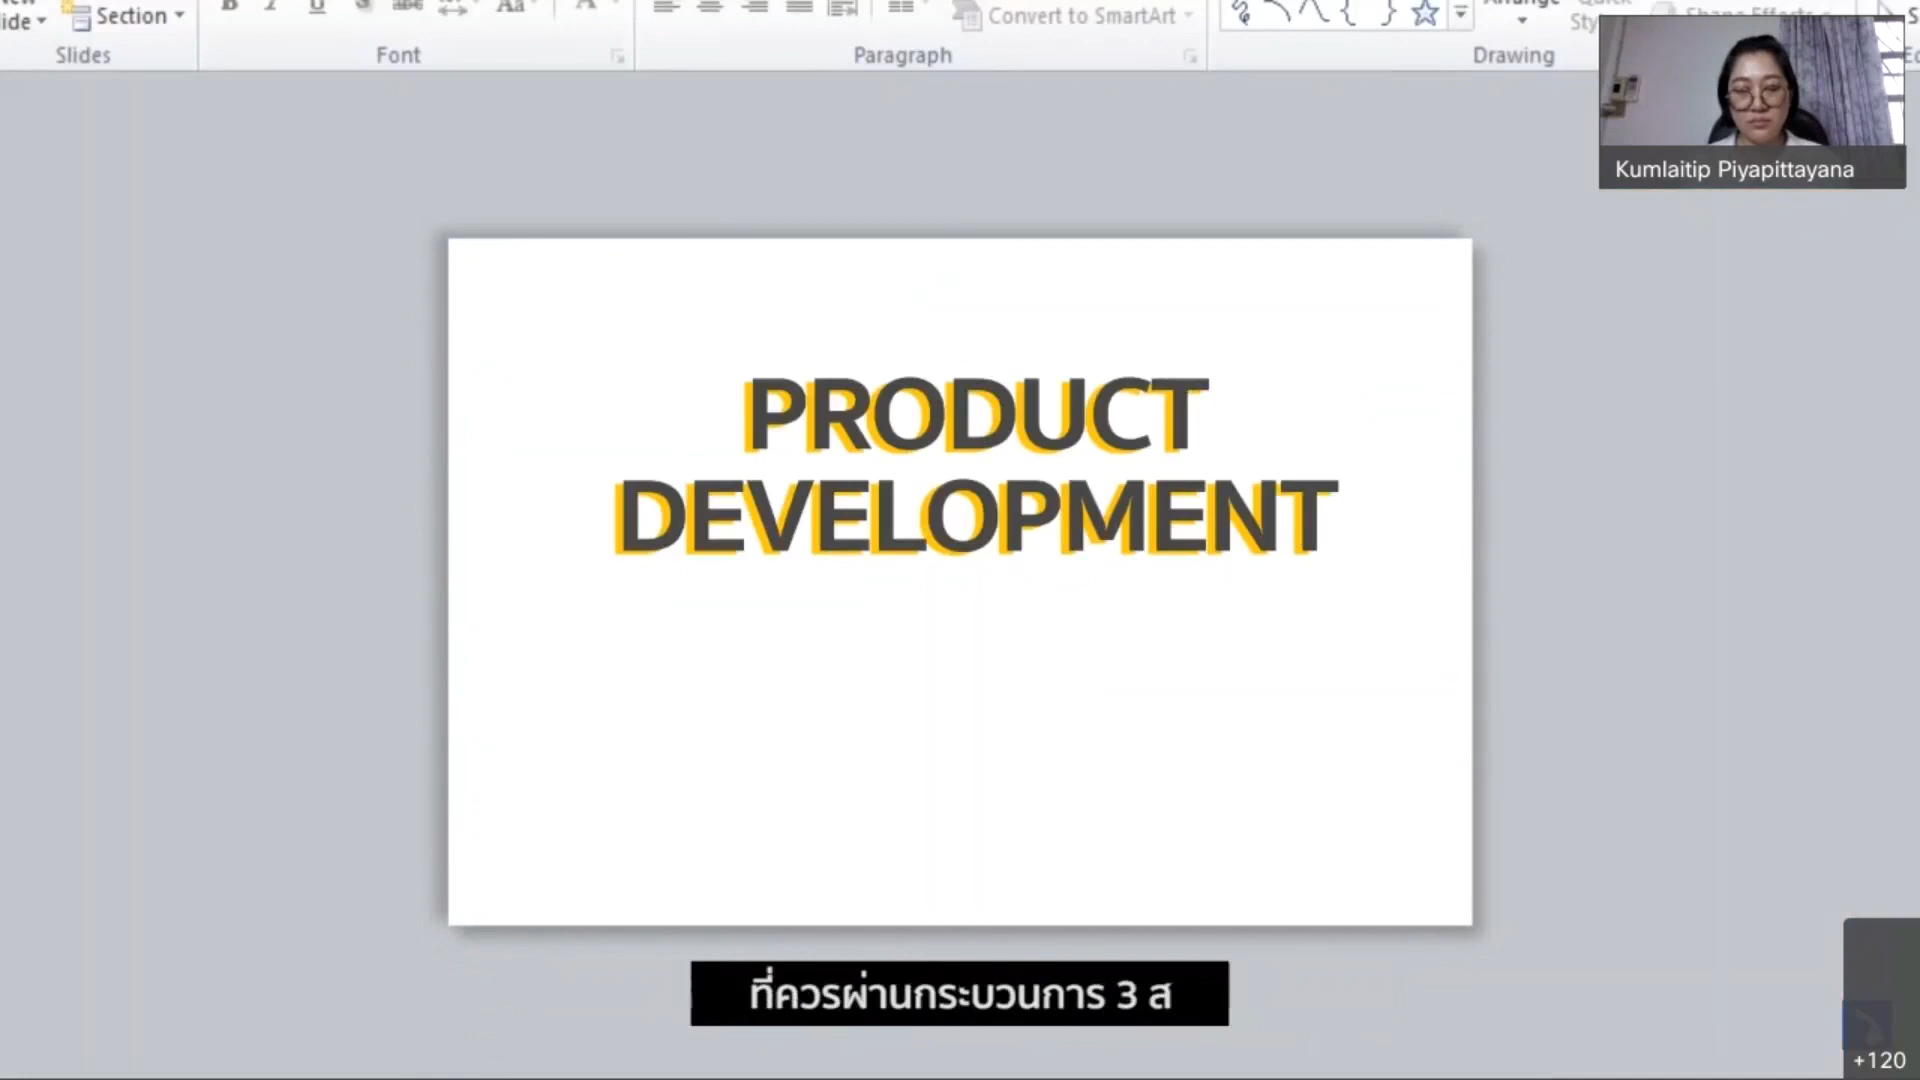 Section
Convert to SmartArt
Slides
Font
Paragraph
Drawing
Kumlaitip Piyapittayana
PRODUCT
DEVELOPMENT
ที่ควรผ่านกระบวนการ 3 ส
+120